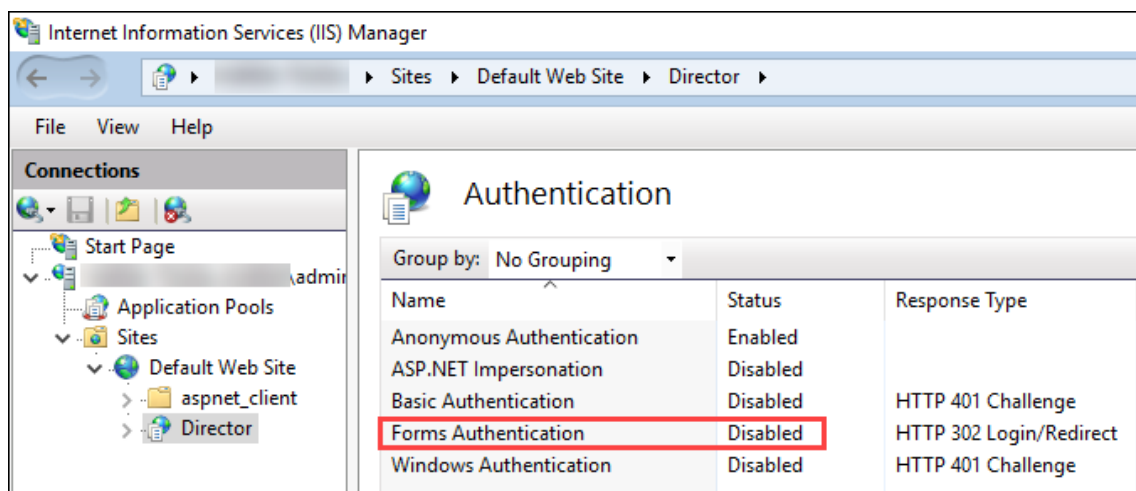 Internet Information Services (IIS) Manager
Sites Default Web Site Director
File View Help
Connections
Start Page
\admin
Application Pools
Sites
Default Web Site
aspnet_client
Director
Authentication
Group by: No Grouping
Name Status Response Type
Anonymous Authentication Enabled
ASP.NET Impersonation Disabled
Basic Authentication Disabled HTTP 401 Challenge
Forms Authentication Disabled HTTP 302 Login/Redirect
Windows Authentication Disabled HTTP 401 Challenge